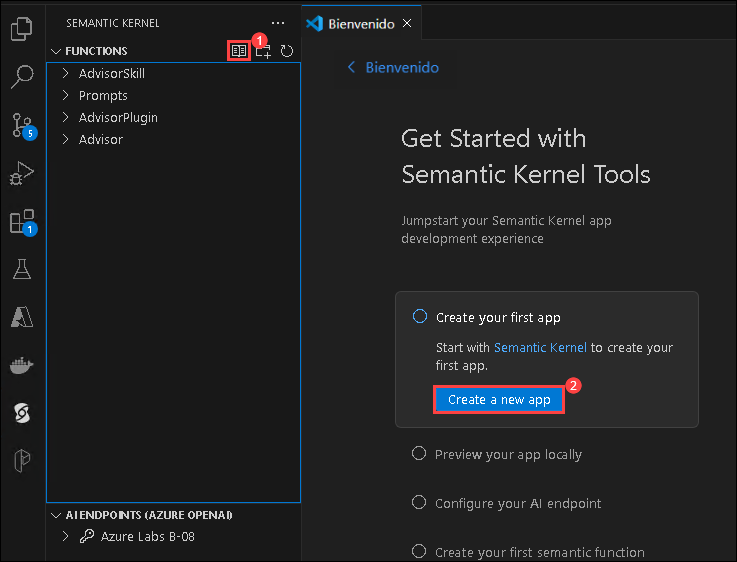 SEMANTIC KERNEL
FUNCTIONS
1
AdvisorSkill
Prompts
AdvisorPlugin
Advisor
5
1
AI ENDPOINTS (AZURE OPENAI)
Azure Labs B-08
Bienvenido
Bienvenido
Get Started with
Semantic Kernel Tools
Jumpstart your Semantic Kernel app
development experience
Create your first app
Start with Semantic Kernel to create your
first app.
Create a new app
2
Preview your app locally
Configure your AI endpoint
Create your first semantic function